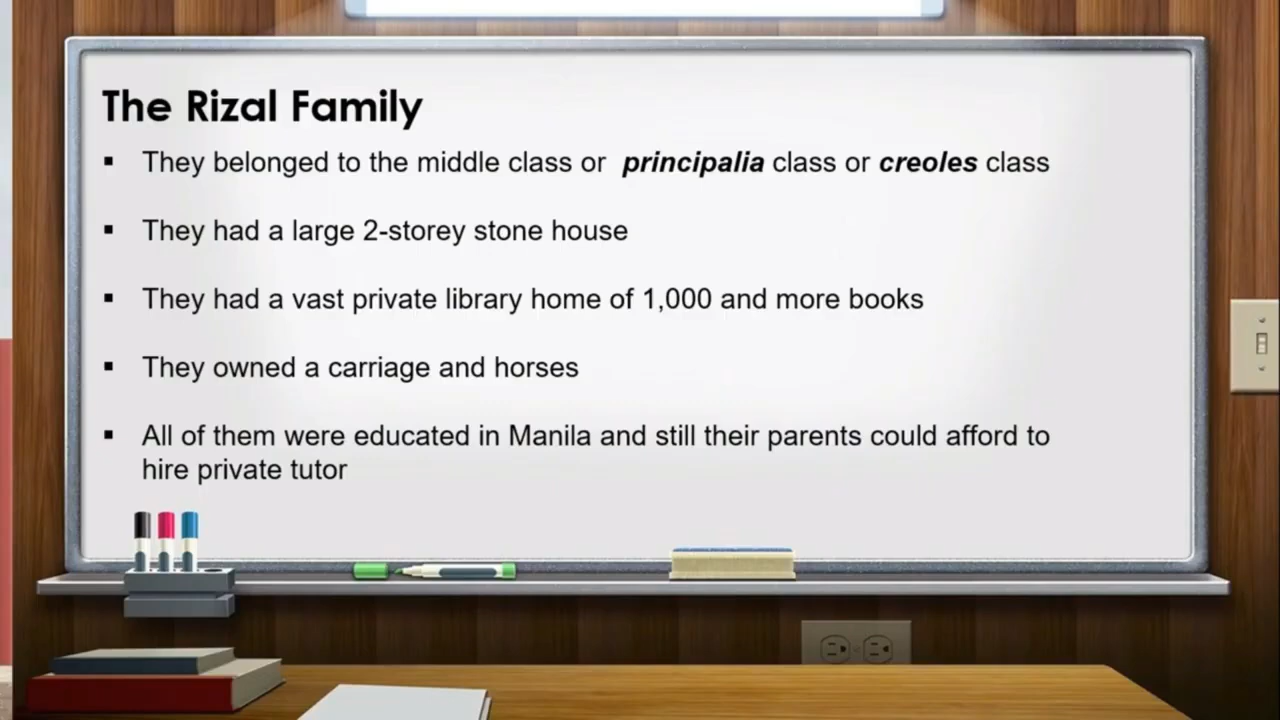 The Rizal Family
▪ They belonged to the middle class or principalia class or creoles class
▪ They had a large 2-storey stone house
▪ They had a vast private library home of 1,000 and more books
▪ They owned a carriage and horses
▪ All of them were educated in Manila and still their parents could afford to
hire private tutor